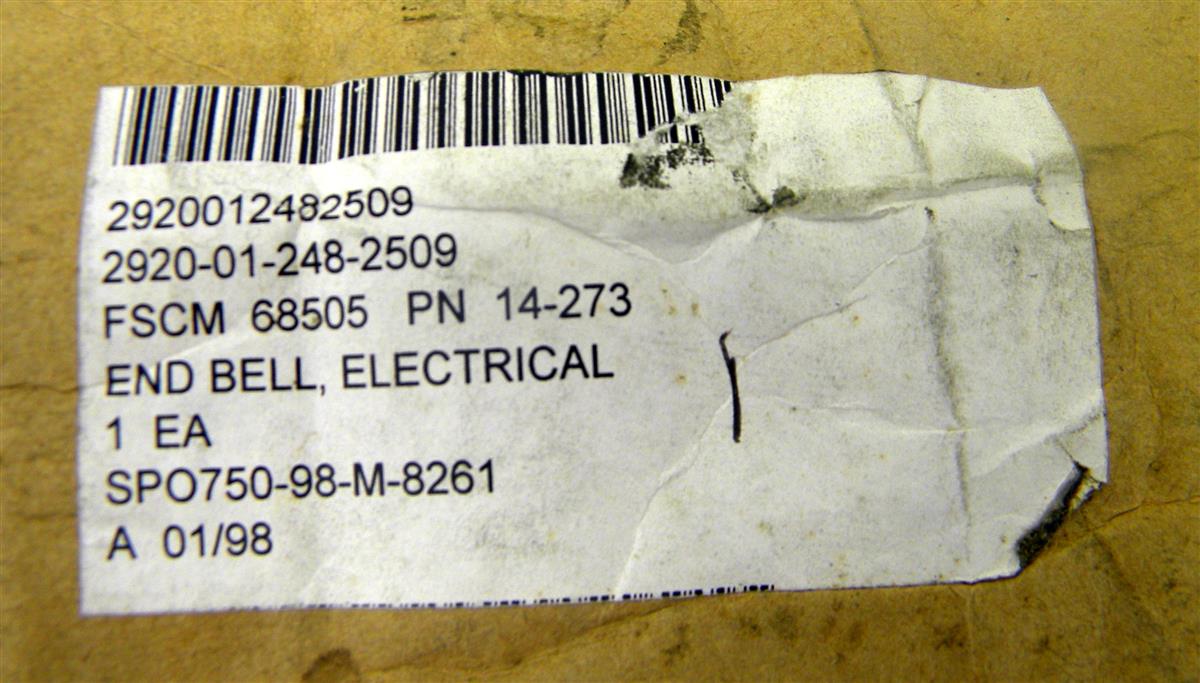 2920012482509
2920-01-248-2509
FSCM 68505 PN 14-273
END BELL, ELECTRICAL
1 EA
SPO750-98-M-8261
A 01/98